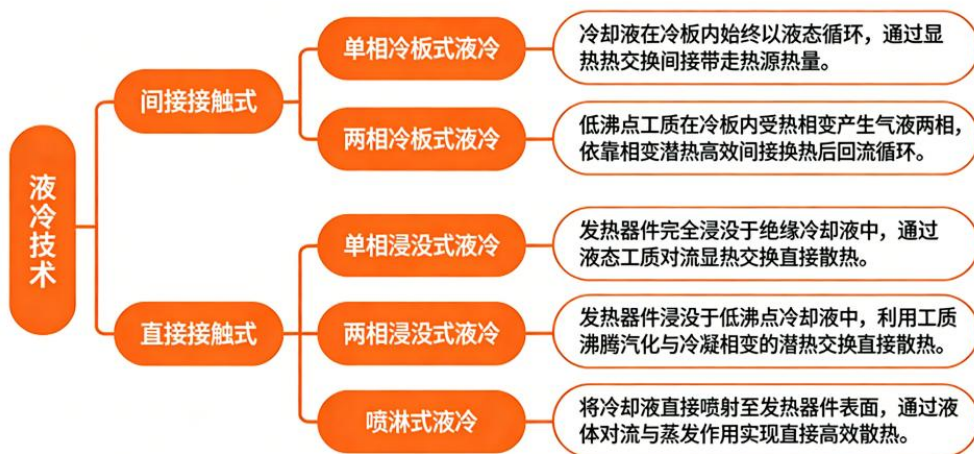 液冷技术
间接接触式
单相冷板式液冷
冷却液在冷板内始终以液态循环，通过显
热热交换间接带走热源热量。
两相冷板式液冷
低沸点工质在冷板内受热相变产生气液两相，
依靠相变潜热高效间接换热后回流循环。
直接接触式
单相浸没式液冷
发热器件完全浸没于绝缘冷却液中，通过
液态工质对流显热交换直接散热。
两相浸没式液冷
发热器件浸没于低沸点冷却液中，利用工质
沸腾汽化与冷凝相变的潜热交换直接散热。
喷淋式液冷
将冷却液直接喷射至发热器件表面，通过液
体对流与蒸发作用实现直接高效散热。